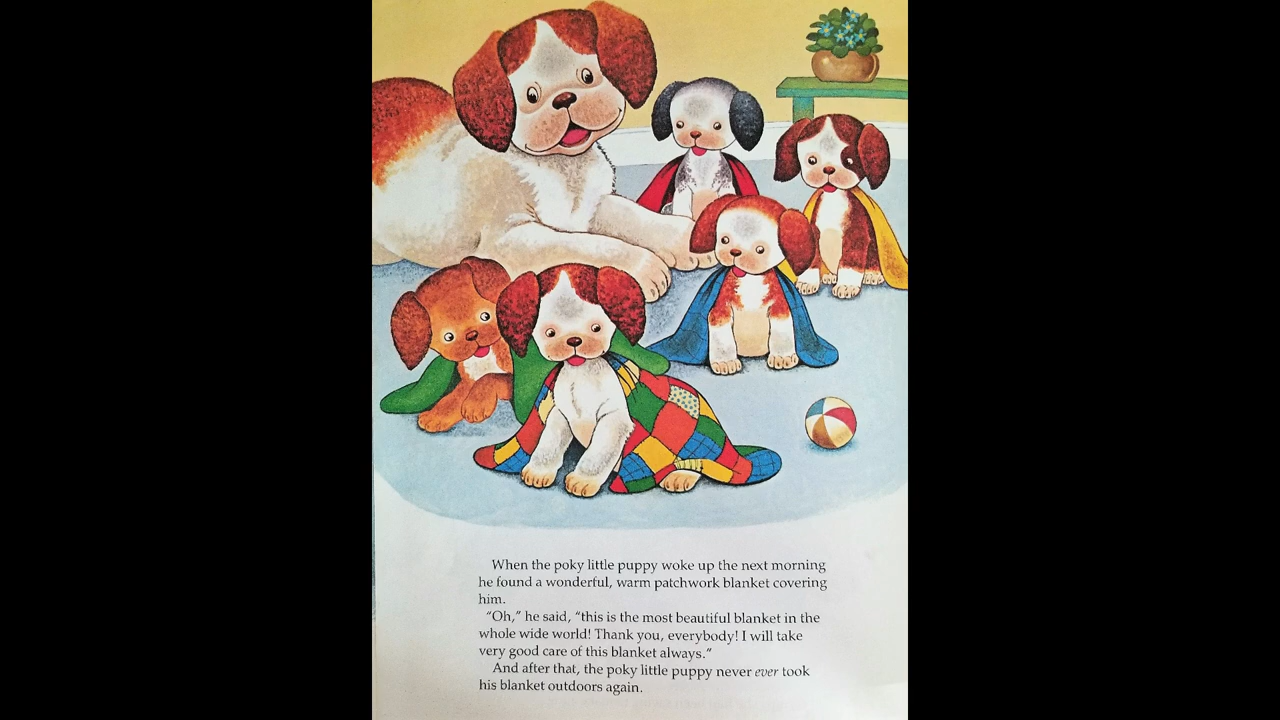 When the poky little puppy woke up the next morning
he found a wonderful, warm patchwork blanket covering
him.
“Oh,” he said, “this is the most beautiful blanket in the
whole wide world! Thank you, everybody! I will take
very good care of this blanket always.”
And after that, the poky little puppy never ever took
his blanket outdoors again.